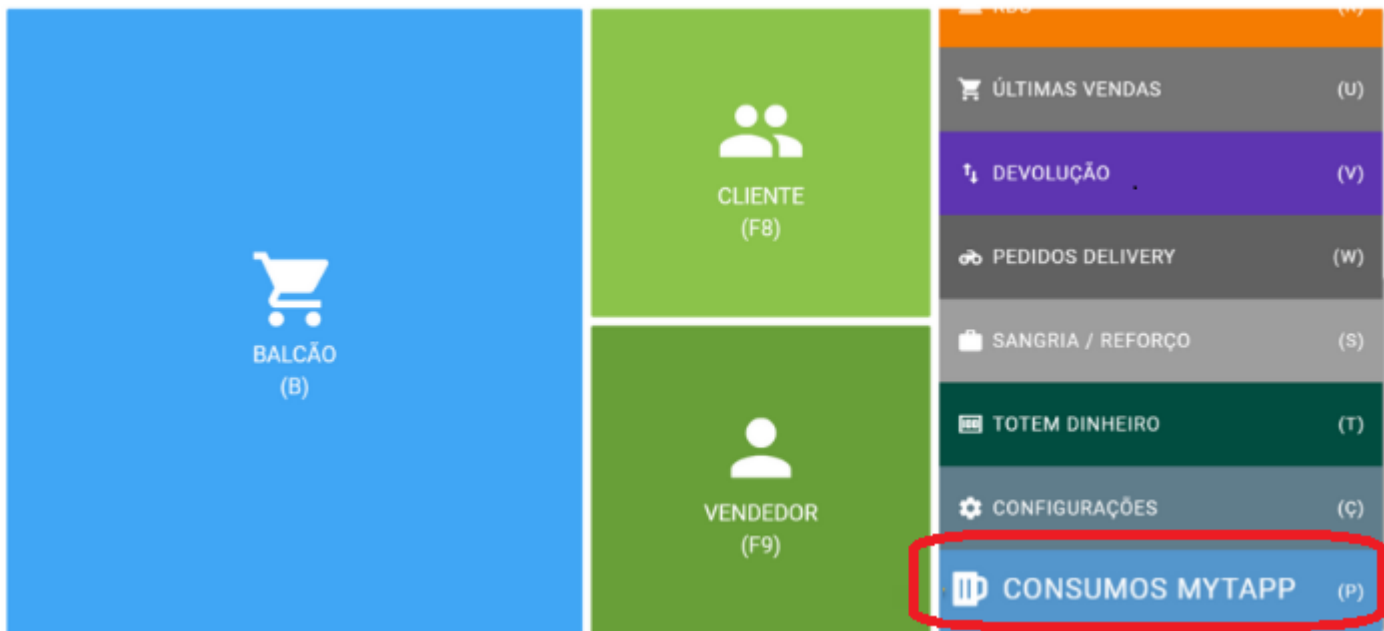 BALCÃO
(B)
CLIENTE
(F8)
VENDEDOR
(F9)
ÚLTIMAS VENDAS (U)
DEVOLUÇÃO (V)
PEDIDOS DELIVERY (W)
SANGRIA / REFORÇO (S)
TOTEM DINHEIRO (T)
CONFIGURAÇÕES (Ç)
CONSUMOS MYTAPP (P)